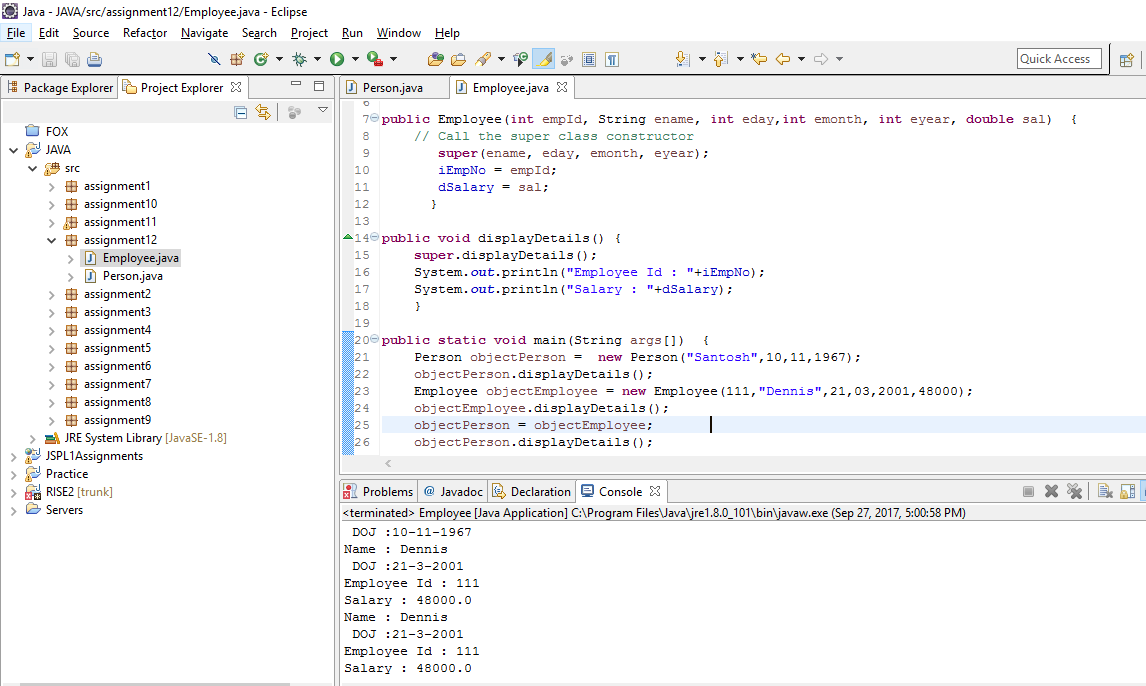 Java - JAVA/src/assignment12/Employee.java - Eclipse
File Edit Source Refactor Navigate Search Project Run Window Help
Quick Access
Package Explorer Project Explorer
FOX
JAVA
src
assignment1
assignment10
assignment11
assignment12
Employee.java
Person.java
assignment2
assignment3
assignment4
assignment5
assignment6
assignment7
assignment8
assignment9
JRE System Library [JavaSE-1.8]
JSPL1Assignments
Practice
RISE2 [trunk]
Servers
Person.java Employee.java
6
7 public Employee(int empId, String ename, int eday,int emonth, int eyear, double sal)  {
8 // Call the super class constructor
9 super(ename, eday, emonth, eyear);
10 iEmpNo = empId;
11 dSalary = sal;
12 }
13
14 public void displayDetails() {
15 super.displayDetails();
16 System.out.println("Employee Id : "+iEmpNo);
17 System.out.println("Salary : "+dSalary);
18 }
19
20 public static void main(String args[])  {
21 Person objectPerson =  new Person("Santosh",10,11,1967);
22 objectPerson.displayDetails();
23 Employee objectEmployee = new Employee(111,"Dennis",21,03,2001,48000);
24 objectEmployee.displayDetails();
25 objectPerson = objectEmployee;
26 objectPerson.displayDetails();
Problems @ Javadoc Declaration Console
<terminated> Employee [Java Application] C:\Program Files\Java\jre1.8.0_101\bin\javaw.exe (Sep 27, 2017, 5:00:58 PM)
DOJ :10-11-1967
Name : Dennis
DOJ :21-3-2001
Employee Id : 111
Salary : 48000.0
Name : Dennis
DOJ :21-3-2001
Employee Id : 111
Salary : 48000.0